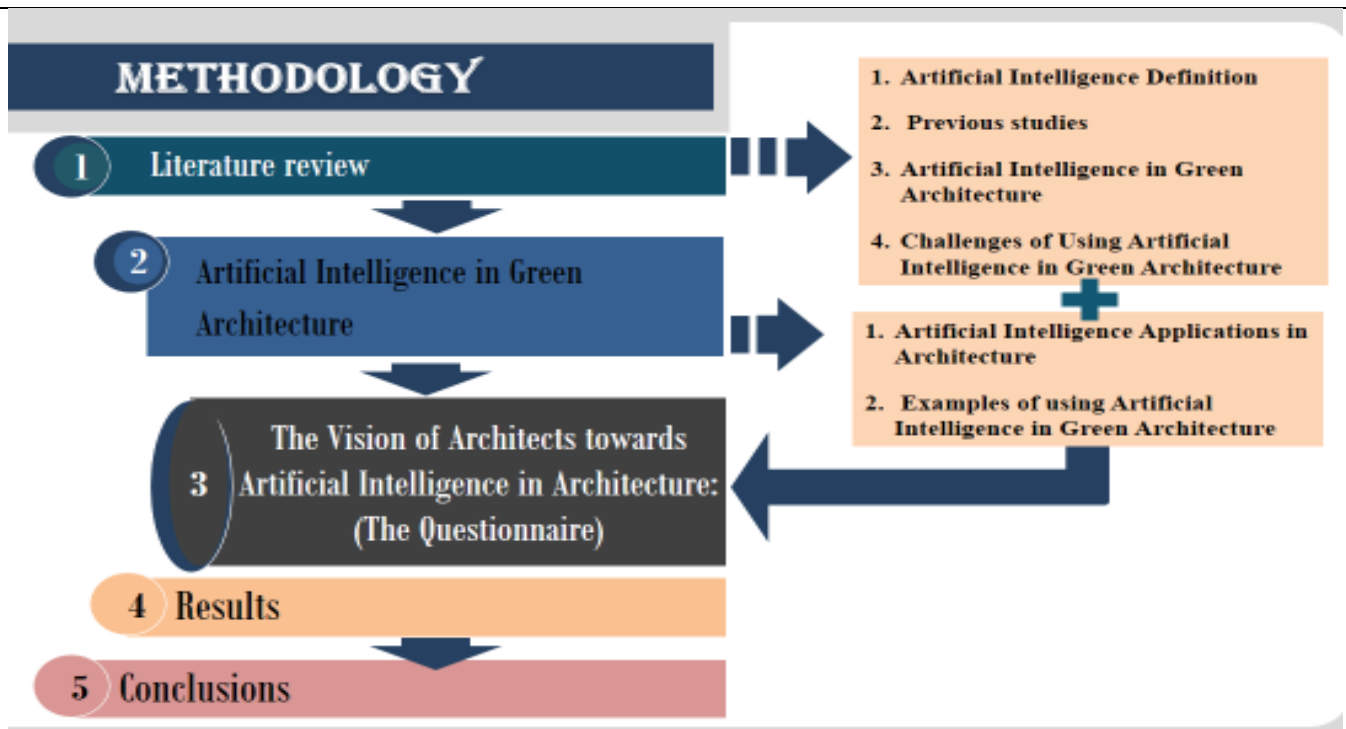 METHODOLOGY
1 Literature review
1. Artificial Intelligence Definition
2. Previous studies
3. Artificial Intelligence in Green
Architecture
4. Challenges of Using Artificial
Intelligence in Green Architecture
2 Artificial Intelligence in Green
Architecture
1. Artificial Intelligence Applications in
Architecture
2. Examples of using Artificial
Intelligence in Green Architecture
3 The Vision of Architects towards
Artificial Intelligence in Architecture:
(The Questionnaire)
4 Results
5 Conclusions